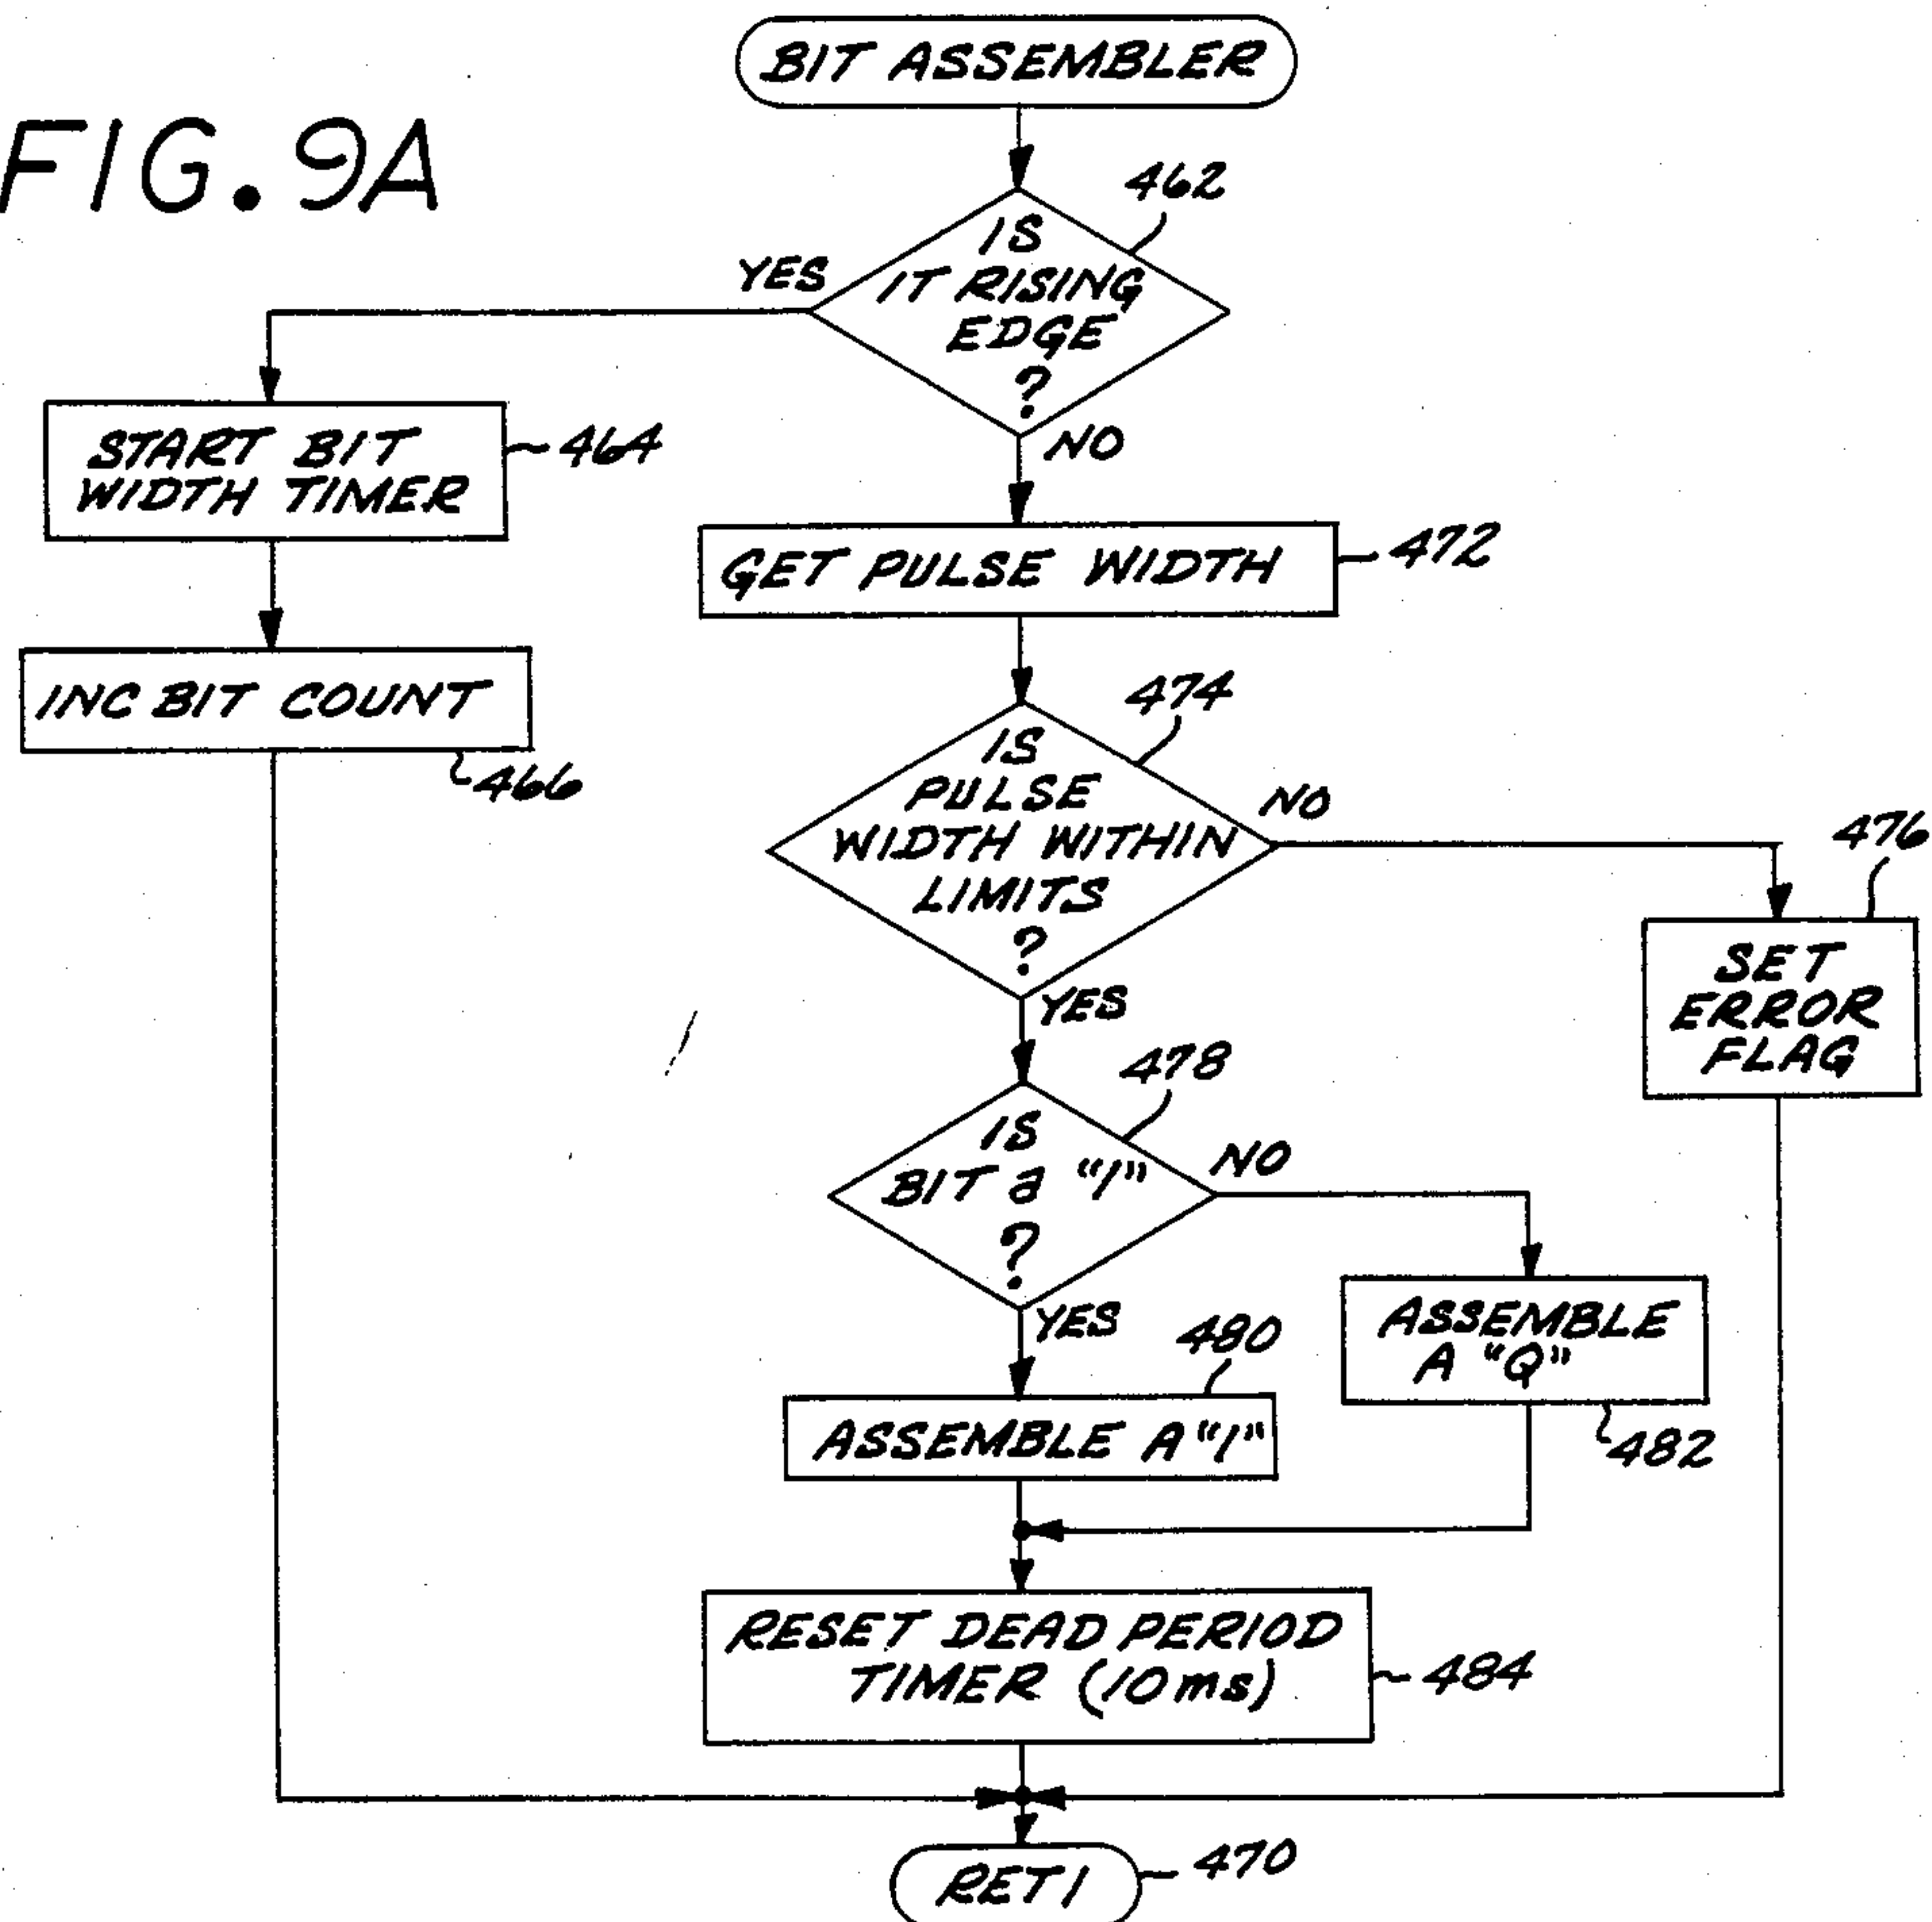 FIG. 9A
BIT ASSEMBLER
462
IS
IT RISING
EDGE
?
YES
NO
START BIT
WIDTH TIMER
464
INC BIT COUNT
466
GET PULSE WIDTH
472
474
IS
PULSE
WIDTH WITHIN
LIMITS
?
NO
YES
476
SET
ERROR
FLAG
478
IS
BIT a "1"
?
NO
YES
480
ASSEMBLE A "1"
ASSEMBLE
A "Q"
482
RESET DEAD PERIOD
TIMER (10ms)
484
RETI
470